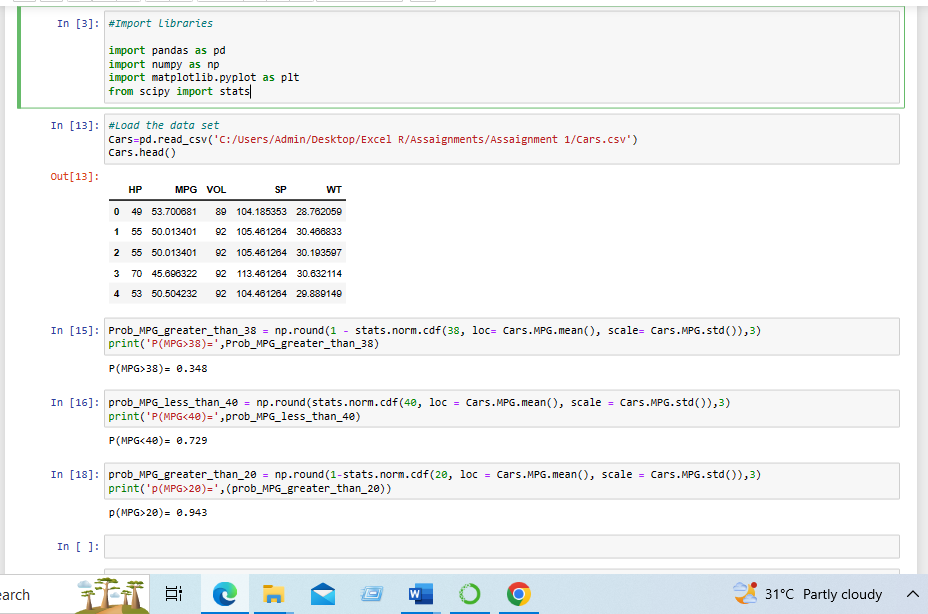 In [3]: #Import Libraries
import pandas as pd
import numpy as np
import matplotlib.pyplot as plt
from scipy import stats
In [13]: #Load the data set
Cars=pd.read_csv('C:/Users/Admin/Desktop/Excel R/Assaignments/Assaignment 1/Cars.csv')
Cars.head()
Out[13]:
HP MPG VOL SP WT
0 49 53.700681 89 104.185353 28.762059
1 55 50.013401 92 105.461264 30.466833
2 55 50.013401 92 105.461264 30.193597
3 70 45.696322 92 113.461264 30.632114
4 53 50.504232 92 104.461264 29.889149
In [15]: Prob_MPG_greater_than_38 = np.round(1 - stats.norm.cdf(38, loc= Cars.MPG.mean(), scale= Cars.MPG.std()),3)
print('P(MPG>38)=',Prob_MPG_greater_than_38)
P(MPG>38)= 0.348
In [16]: prob_MPG_less_than_40 = np.round(stats.norm.cdf(40, loc = Cars.MPG.mean(), scale = Cars.MPG.std()),3)
print('P(MPG<40)=',prob_MPG_less_than_40)
P(MPG<40)= 0.729
In [18]: prob_MPG_greater_than_20 = np.round(1-stats.norm.cdf(20, loc = Cars.MPG.mean(), scale = Cars.MPG.std()),3)
print('p(MPG>20)=',(prob_MPG_greater_than_20))
p(MPG>20)= 0.943
In [ ]:
earch W 31°C Partly cloudy